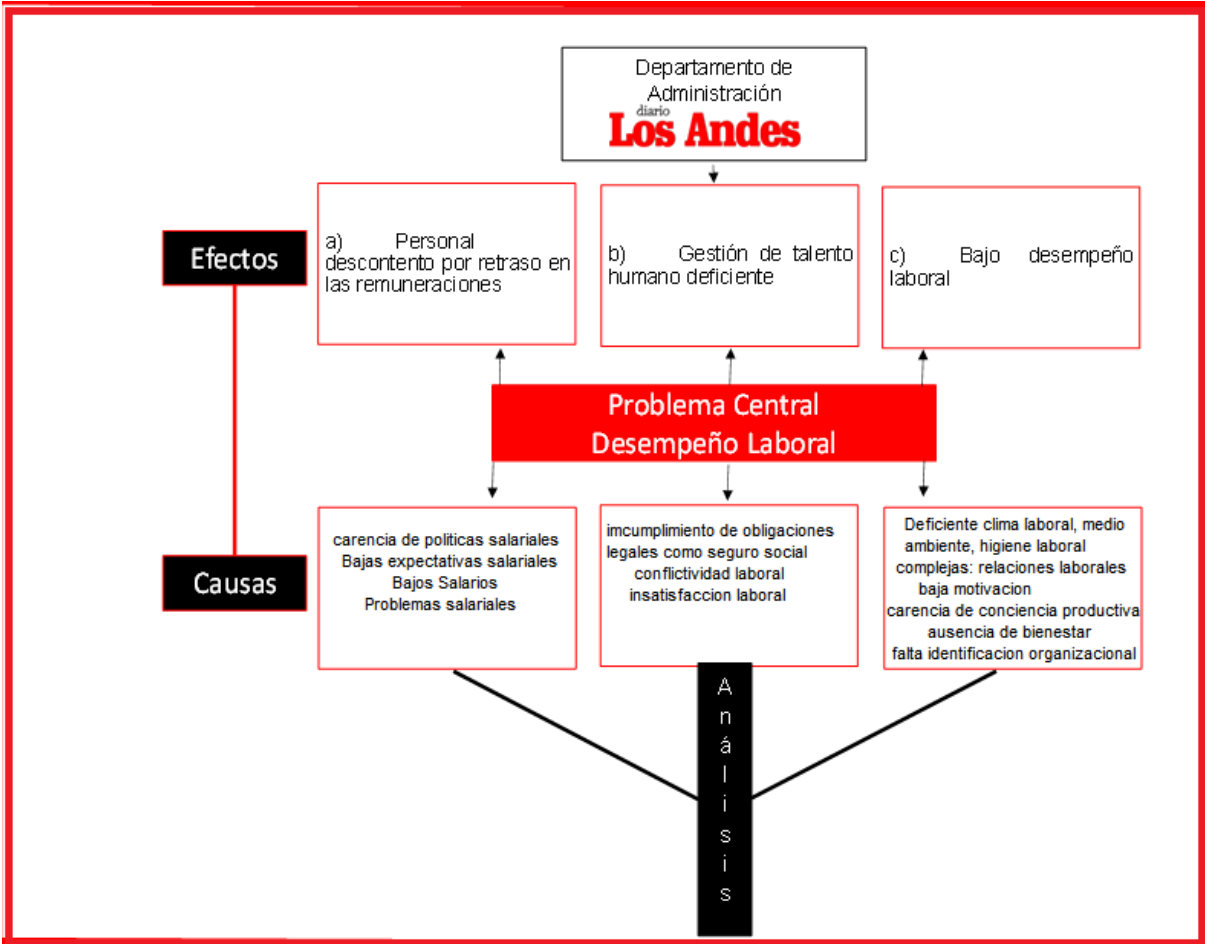 Departamento de
Administración
diario
Los Andes
Efectos
a) Personal
descontento por retraso en
las remuneraciones
b) Gestión de talento
humano deficiente
c) Bajo desempeño
laboral
Problema Central
Desempeño Laboral
Causas
carencia de politicas salariales
Bajas expectativas salariales
Bajos Salarios
Problemas salariales
imcumplimiento de obligaciones
legales como seguro social
conflictividad laboral
insatisfaccion laboral
Deficiente clima laboral, medio
ambiente, higiene laboral
complejas: relaciones laborales
baja motivacion
carencia de conciencia productiva
ausencia de bienestar
falta identificacion organizacional
A
n
á
l
i
s
i
s